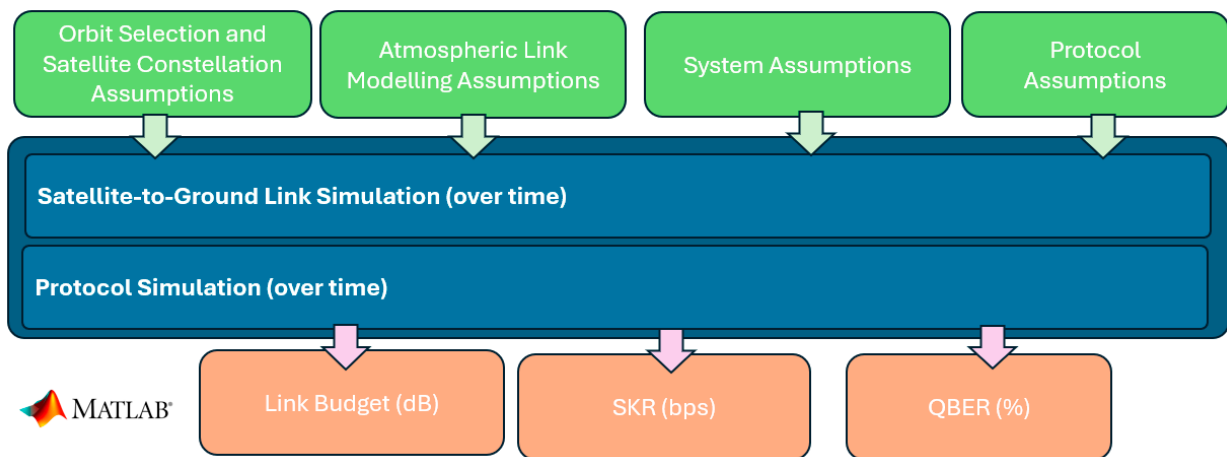 Orbit Selection and
Satellite Constellation
Assumptions
Atmospheric Link
Modelling Assumptions
System Assumptions
Protocol
Assumptions
Satellite-to-Ground Link Simulation (over time)
Protocol Simulation (over time)
MATLAB®
Link Budget (dB)
SKR (bps)
QBER (%)